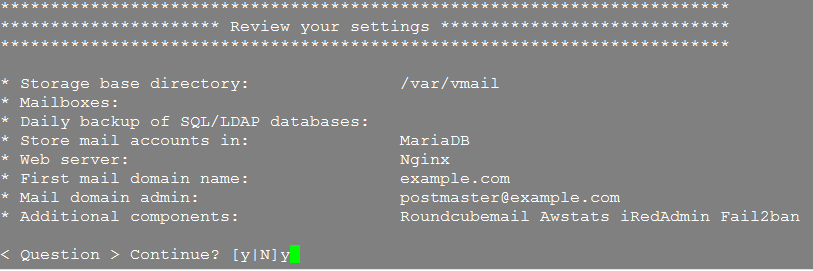 *************************************************************************
********************** Review your settings *****************************
*************************************************************************
* Storage base directory: /var/vmail
* Mailboxes:
* Daily backup of SQL/LDAP databases:
* Store mail accounts in: MariaDB
* Web server: Nginx
* First mail domain name: example.com
* Mail domain admin: postmaster@example.com
* Additional components: Roundcubemail Awstats iRedAdmin Fail2ban
< Question > Continue? [y|N]y